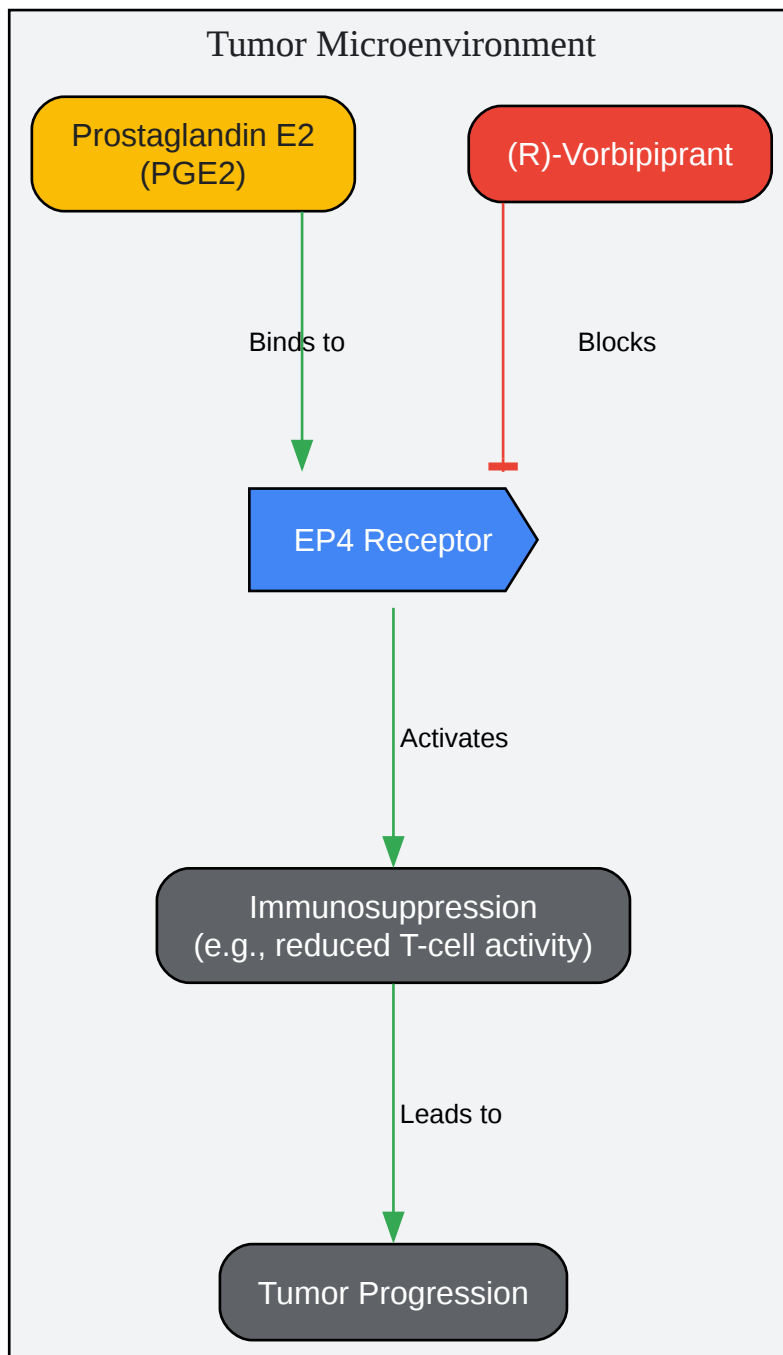 Tumor Microenvironment
Prostaglandin E2
(PGE2)
(R)-Vorbipiprant
Binds to
Blocks
EP4 Receptor
Activates
Immunosuppression
(e.g., reduced T-cell activity)
Leads to
Tumor Progression